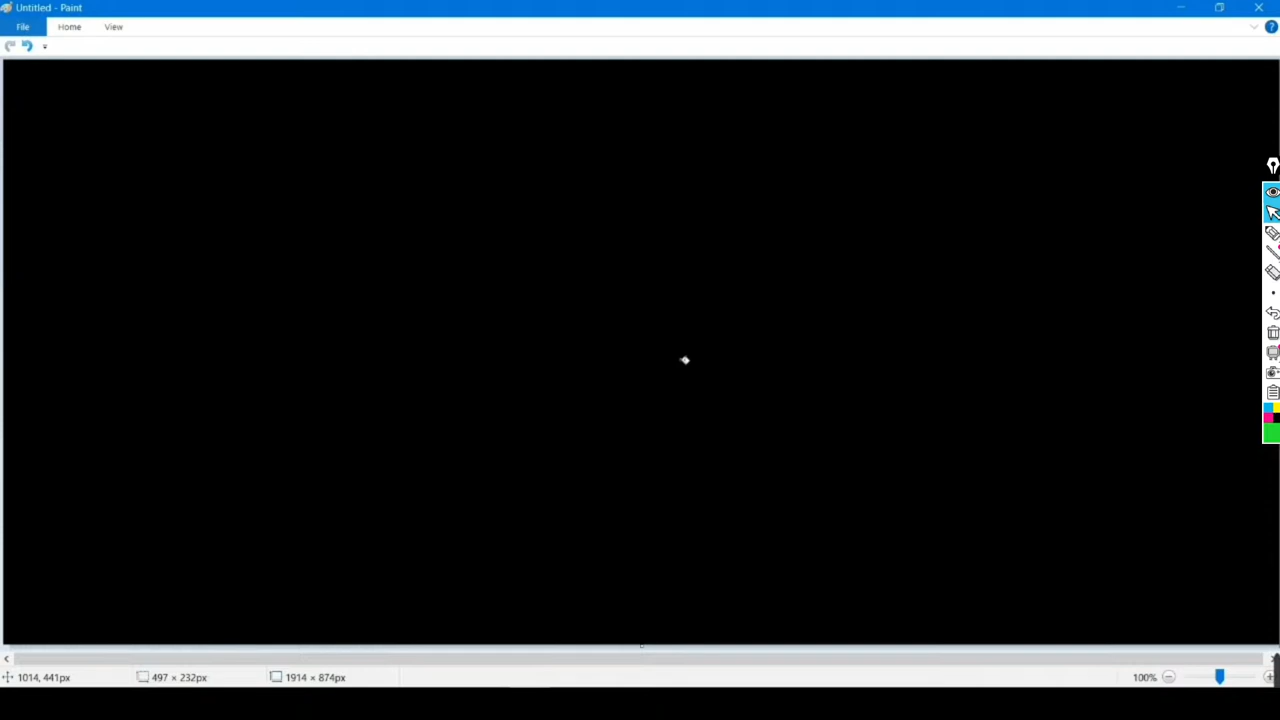 Untitled - Paint
File Home View
1014, 441px 497 × 232px 1914 × 874px 100%